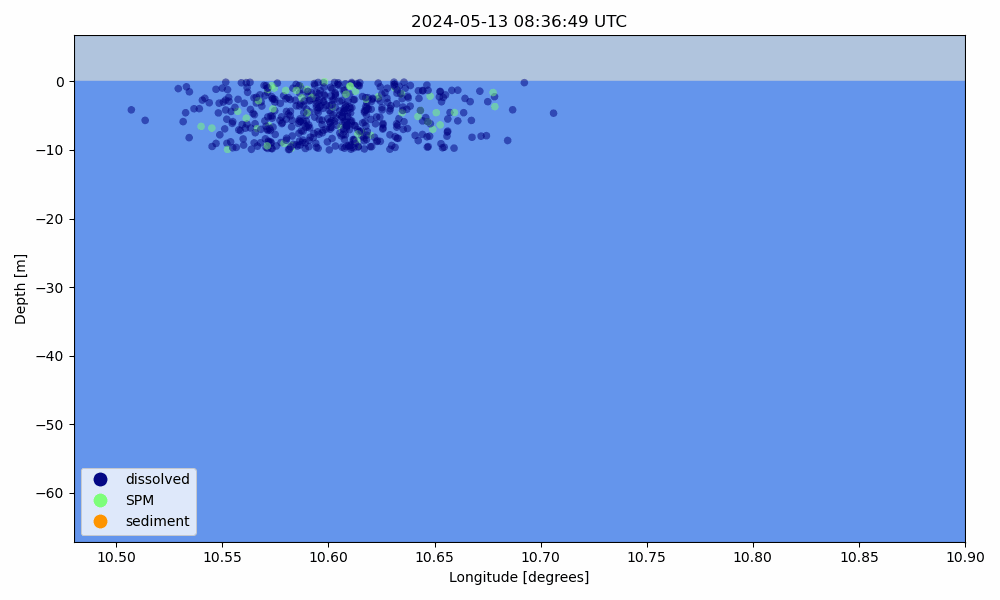 2024-05-13 08:36:49 UTC
0
−10
−20
−30
−40
−50
−60
Depth [m]
dissolved
SPM
sediment
10.50 10.55 10.60 10.65 10.70 10.75 10.80 10.85 10.90
Longitude [degrees]